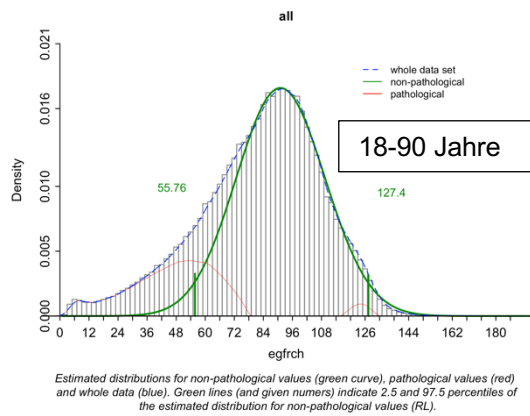 all
0.021
0.016
0.010
0.005
0.000
Density
whole data set
non-pathological
pathological
18-90 Jahre
55.76
127.4
0 12 24 36 48 60 72 84 96 108 126 144 162 180
egfrch
Estimated distributions for non-pathological values (green curve), pathological values (red)
and whole data (blue). Green lines (and given numers) indicate 2.5 and 97.5 percentiles of
the estimated distribution for non-pathological values (RL).